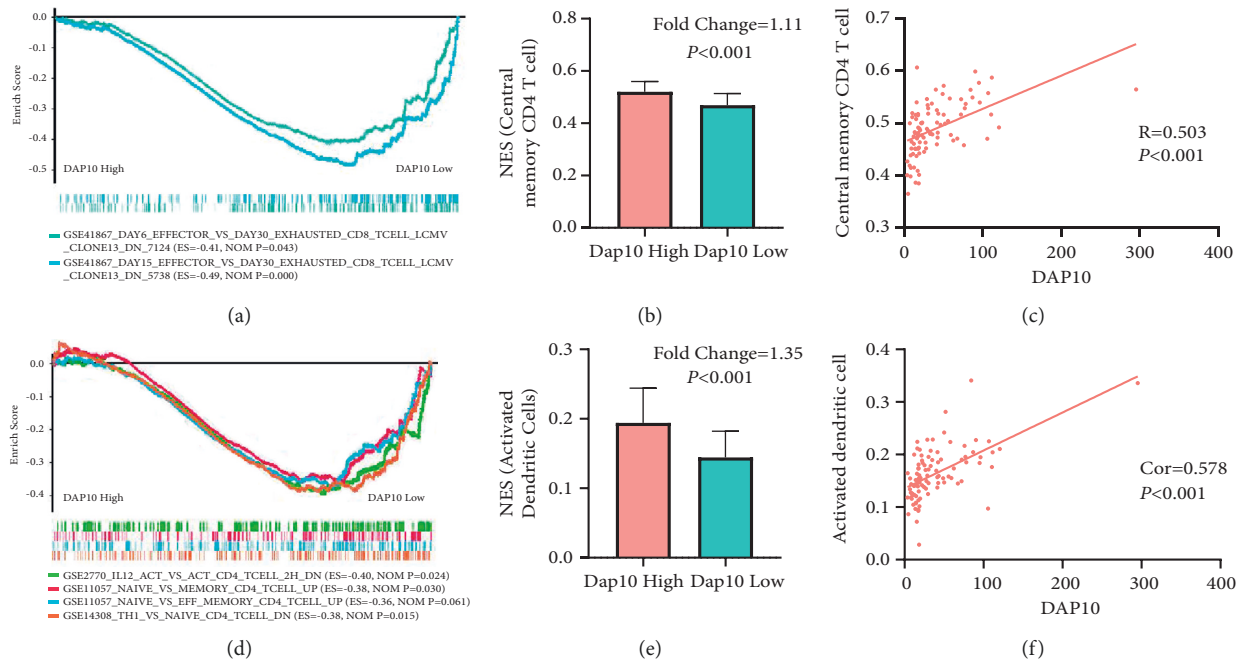 0.0
-0.1
-0.2
-0.3
-0.4
-0.5
Enrich Score
DAP10 High
DAP10 Low
GSE41867_DAY6_EFFECTOR_VS_DAY30_EXHAUSTED_CD8_TCELL_LCMV
_CLONE13_DN_7124 (ES=-0.41, NOM P=0.043)
GSE41867_DAY15_EFFECTOR_VS_DAY30_EXHAUSTED_CD8_TCELL_LCMV
_CLONE13_DN_5738 (ES=-0.49, NOM P=0.000)
(a)
Fold Change=1.11
P<0.001
0.8
0.6
0.4
0.2
0.0
NES (Central
memory CD4 T cell)
Dap10 High
Dap10 Low
(b)
0.7
0.6
0.5
0.4
0.3
Central memory CD4 T cell
R=0.503
P<0.001
0
100
200
300
400
DAP10
(c)
0.0
-0.1
-0.2
-0.3
-0.4
Enrich Score
DAP10 High
DAP10 Low
GSE2770_IL12_ACT_VS_ACT_CD4_TCELL_2H_DN (ES=-0.40, NOM P=0.024)
GSE11057_NAIVE_VS_MEMORY_CD4_TCELL_UP (ES=-0.38, NOM P=0.030)
GSE11057_NAIVE_VS_EFF_MEMORY_CD4_TCELL_UP (ES=-0.36, NOM P=0.061)
GSE14308_TH1_VS_NAIVE_CD4_TCELL_DN (ES=-0.38, NOM P=0.015)
(d)
Fold Change=1.35
P<0.001
0.3
0.2
0.1
0.0
NES (Activated
Dendritic Cells)
Dap10 High
Dap10 Low
(e)
0.4
0.3
0.2
0.1
0.0
Activated dendritic cell
Cor=0.578
P<0.001
0
100
200
300
400
DAP10
(f)